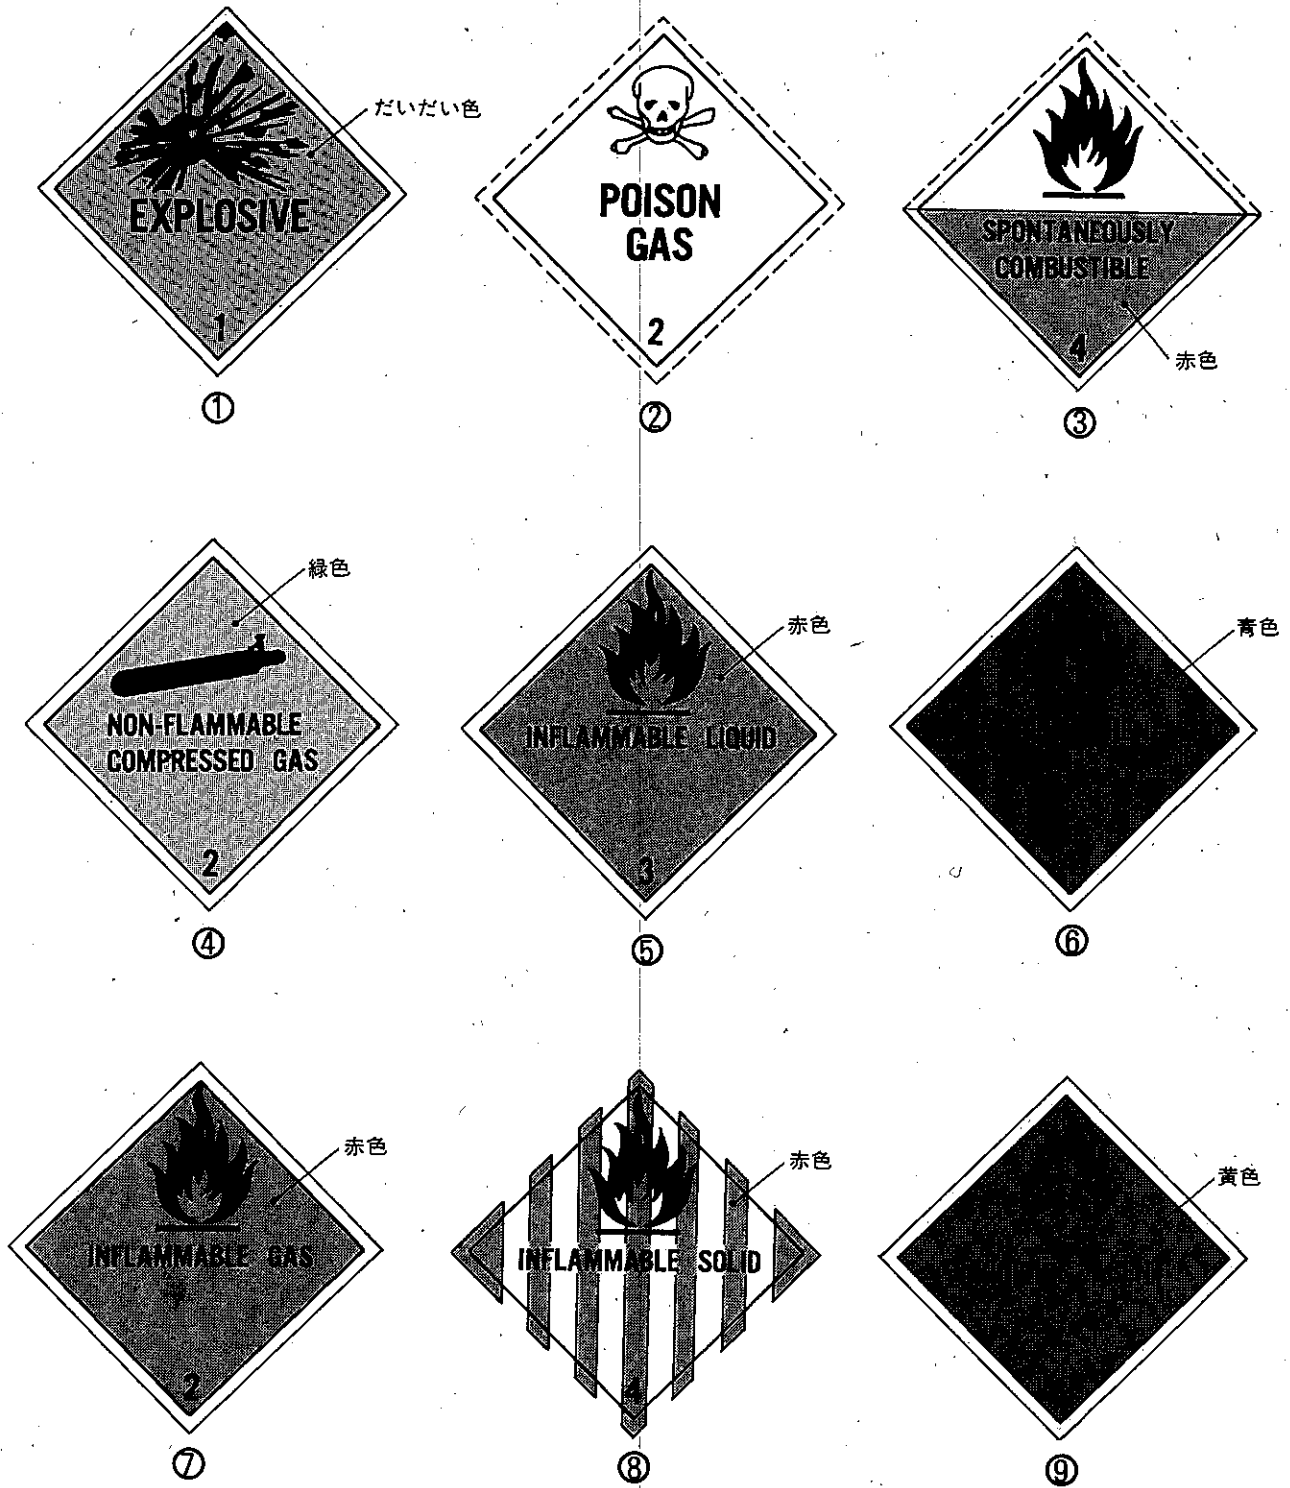 だいだい色
EXPLOSIVE
1
①
POISON
GAS
2
②
SPONTANEOUSLY
COMBUSTIBLE
4
赤色
③
緑色
NON-FLAMMABLE
COMPRESSED GAS
2
④
赤色
INFLAMMABLE LIQUID
3
⑤
青色
⑥
赤色
INFLAMMABLE GAS
2
⑦
赤色
INFLAMMABLE SOLID
4
⑧
黄色
⑨